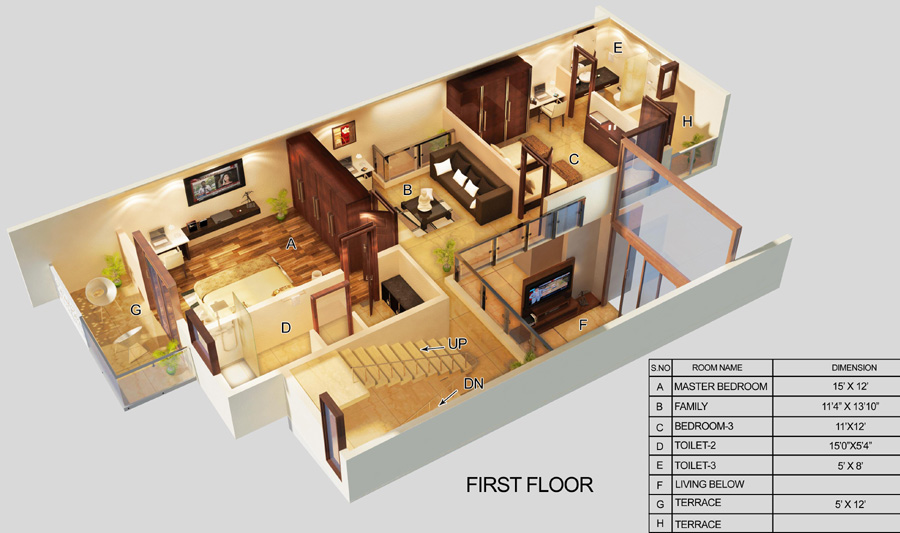 E
H
C
B
A
G
D
F
UP
DN
FIRST FLOOR
S.NO ROOM NAME DIMENSION
A MASTER BEDROOM 15' X 12'
B FAMILY 11'4" X 13'10"
C BEDROOM-3 11'X12'
D TOILET-2 15'0"X5'4"
E TOILET-3 5' X 8'
F LIVING BELOW
G TERRACE 5' X 12'
H TERRACE